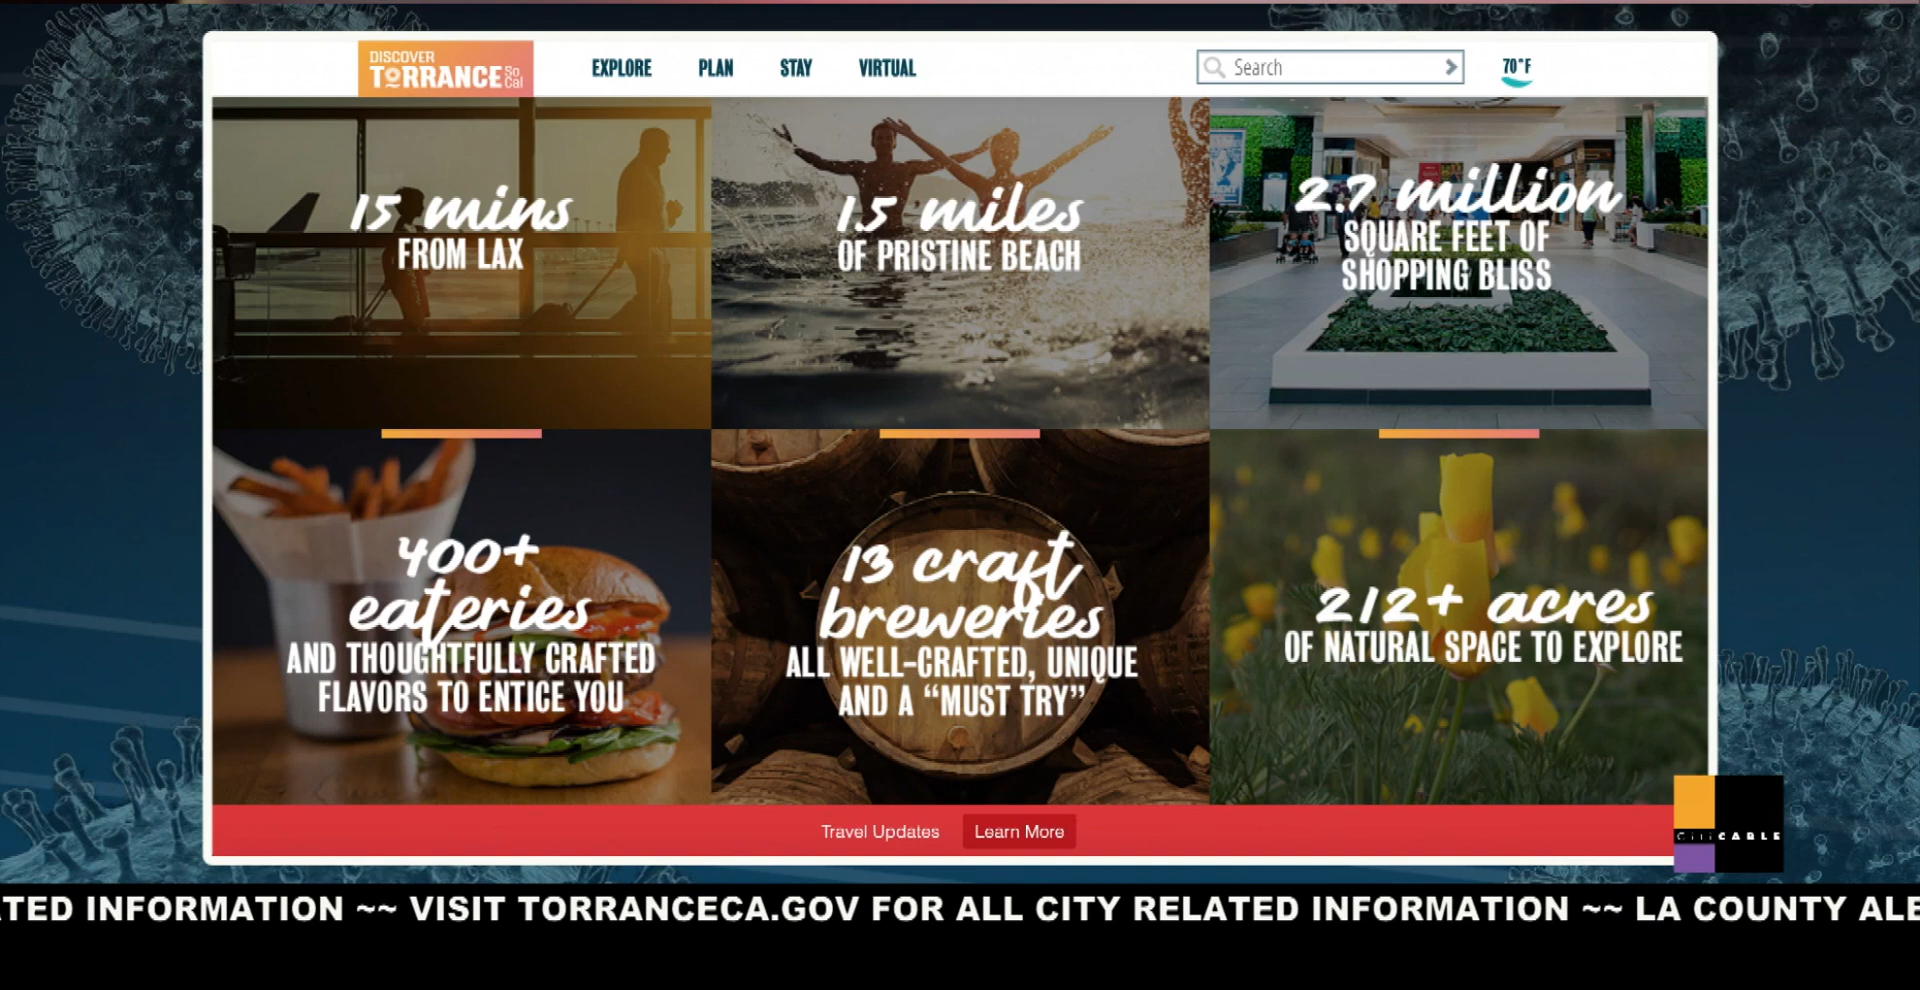 DISCOVER
TORRANCE So Cal
EXPLORE PLAN STAY VIRTUAL
Search
70°F
15 mins
FROM LAX
1.5 miles
OF PRISTINE BEACH
2.7 million
SQUARE FEET OF
SHOPPING BLISS
400+
eateries
AND THOUGHTFULLY CRAFTED
FLAVORS TO ENTICE YOU
13 craft
breweries
ALL WELL-CRAFTED, UNIQUE
AND A “MUST TRY”
212+ acres
OF NATURAL SPACE TO EXPLORE
Travel Updates Learn More
CitiCABLE
TED INFORMATION ~~ VISIT TORRANCECA.GOV FOR ALL CITY RELATED INFORMATION ~~ LA COUNTY ALE